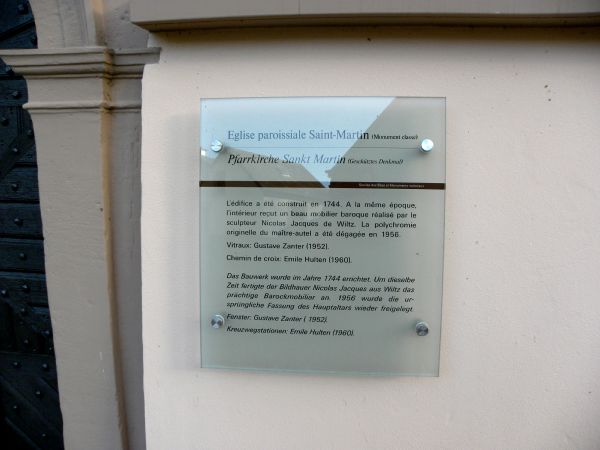 Eglise paroissiale Saint-Martin (Monument classé)
Pfarrkirche Sankt Martin (Geschütztes Denkmal)
L'édifice a été construit en 1744. A la même époque,
l'intérieur reçut un beau mobilier baroque réalisé par le
sculpteur Nicolas Jacques de Wiltz. La polychromie
originelle du maître-autel a été dégagée en 1956.
Vitraux: Gustave Zanter (1952).
Chemin de croix: Emile Hulten (1960).
Das Bauwerk wurde im Jahre 1744 errichtet. Um dieselbe
Zeit fertigte der Bildhauer Nicolas Jacques aus Wiltz das
prächtige Barockmobiliar an. 1956 wurde die ur-
sprüngliche Fassung des Hauptaltars wieder freigelegt
Fenster: Gustave Zanter ( 1952).
Kreuzwegstationen: Emile Hulten (1960).